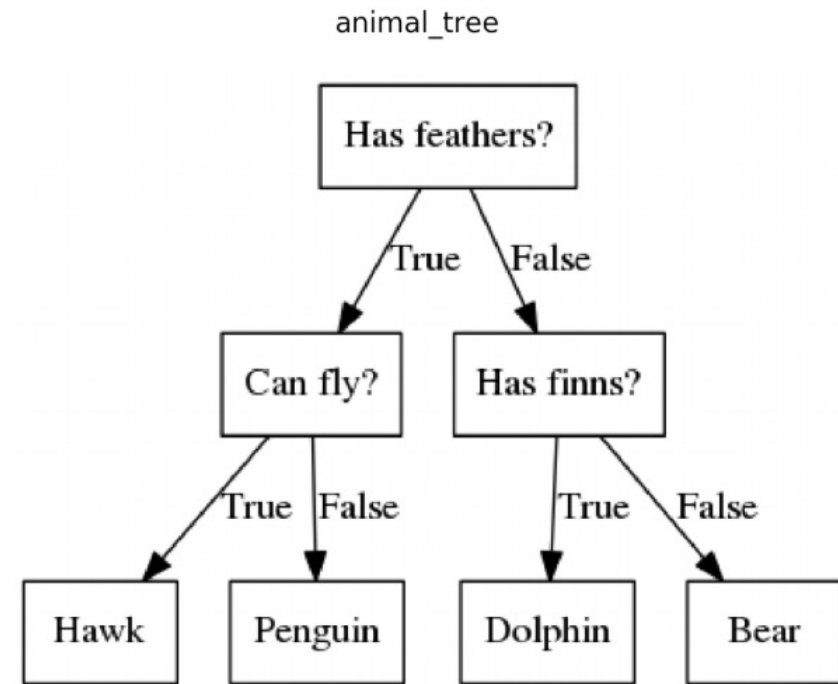 animal_tree
Has feathers?
True False
Can fly? Has finns?
True False True False
Hawk Penguin Dolphin Bear